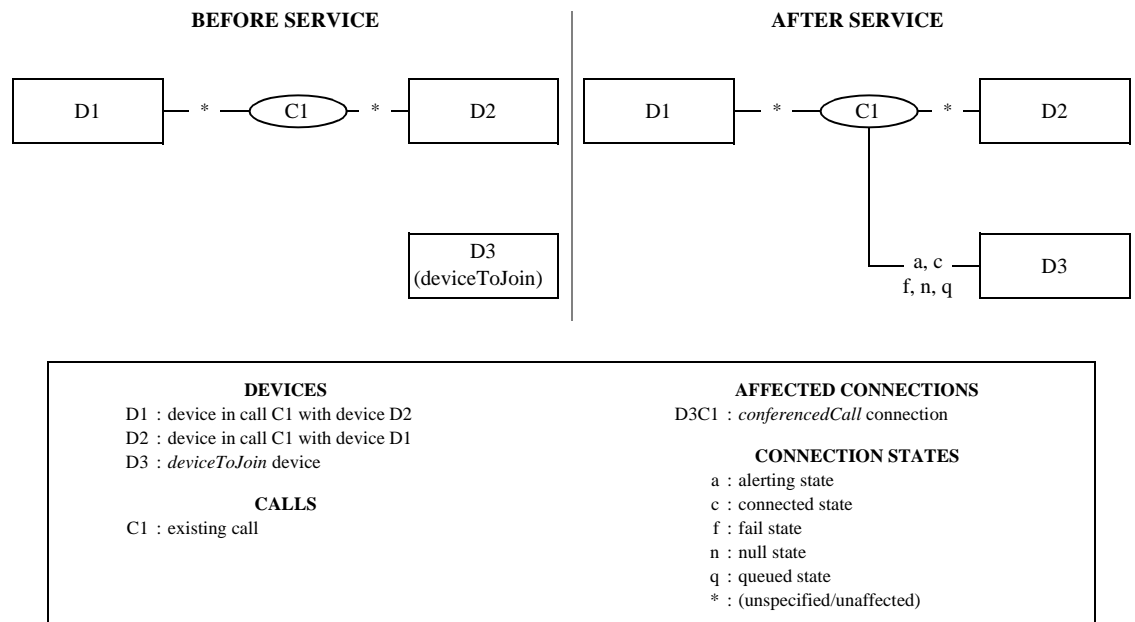 BEFORE SERVICE
AFTER SERVICE
D1 * C1 * D2
D3
(deviceToJoin)
D1 * C1 * D2
a, c
f, n, q
D3
DEVICES
D1 : device in call C1 with device D2
D2 : device in call C1 with device D1
D3 : deviceToJoin device
CALLS
C1 : existing call
AFFECTED CONNECTIONS
D3C1 : conferencedCall connection
CONNECTION STATES
a : alerting state
c : connected state
f : fail state
n : null state
q : queued state
* : (unspecified/unaffected)